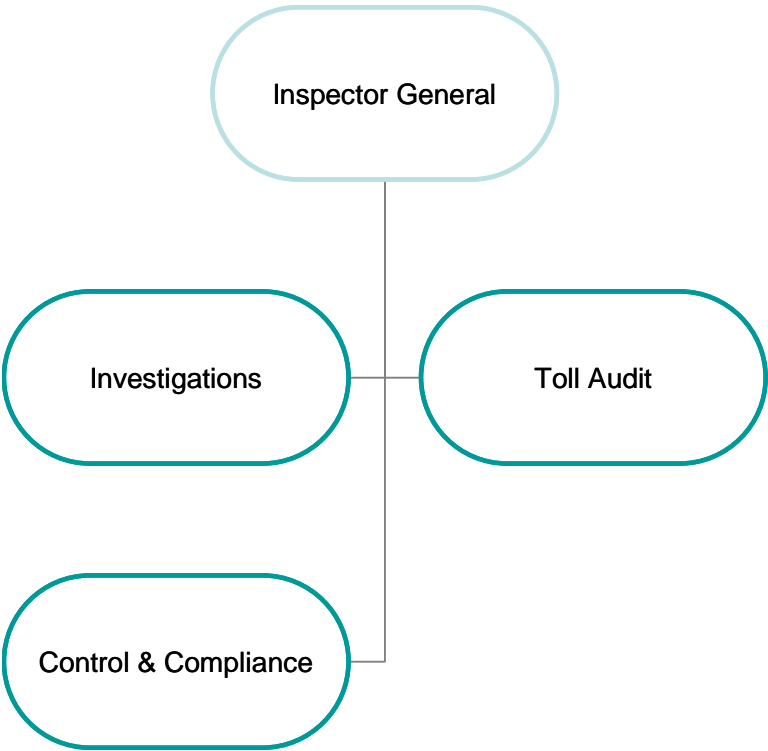 Inspector General
Investigations
Toll Audit
Control & Compliance